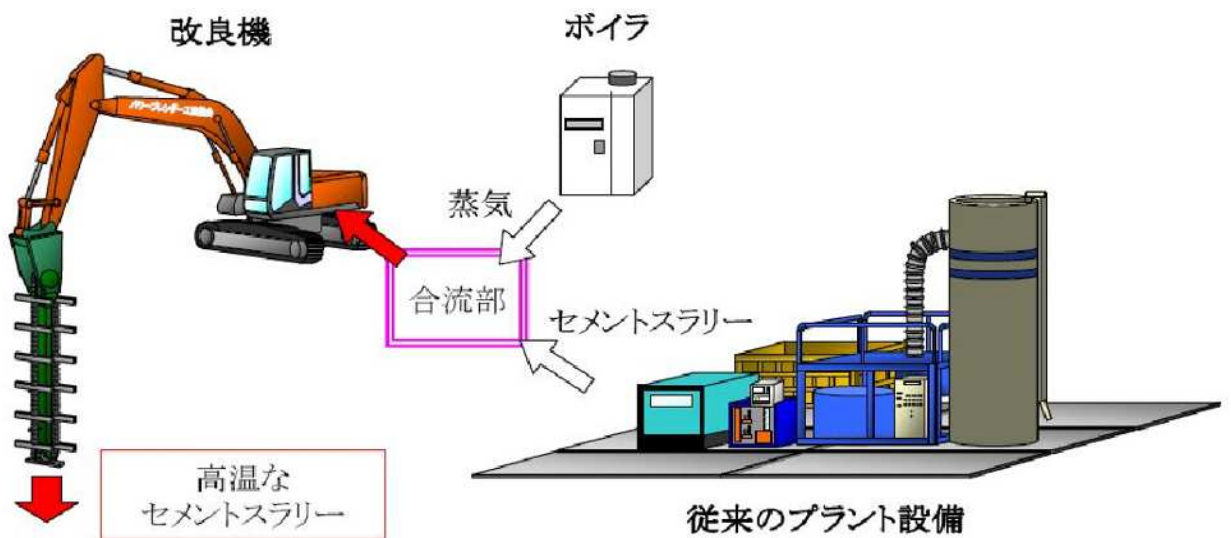 改良機
ボイラ
蒸気
合流部
セメントスラリー
高温な
セメントスラリー
従来のプラント設備